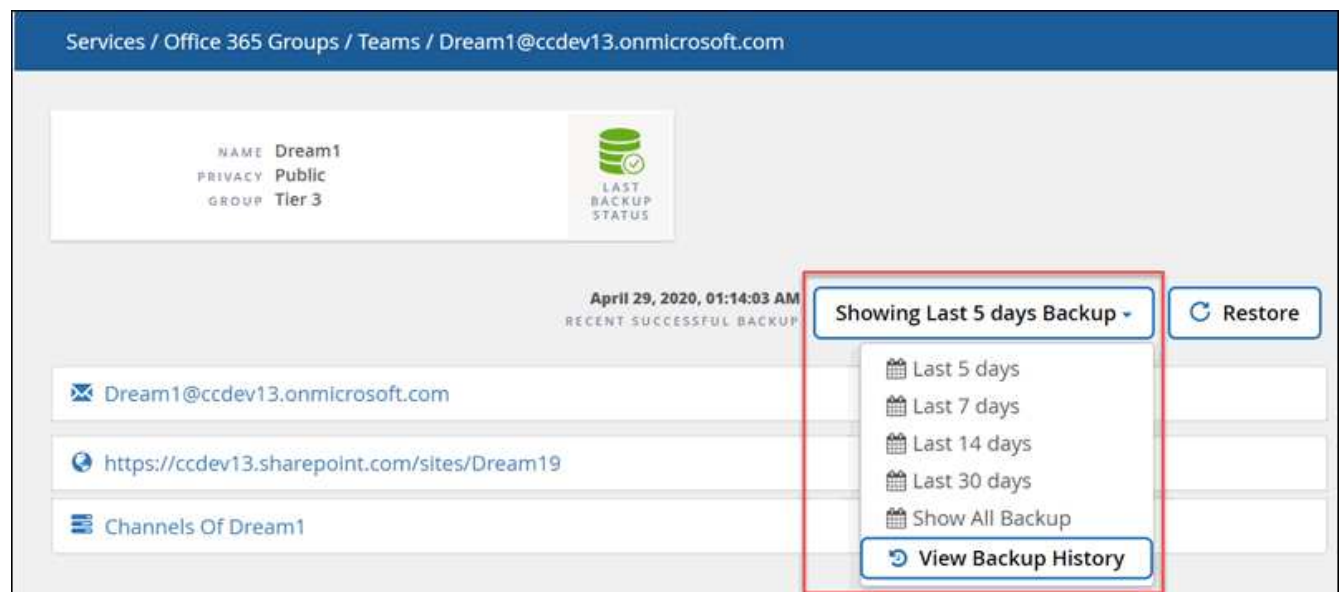 Services / Office 365 Groups / Teams / Dream1@ccdev13.onmicrosoft.com
NAME Dream1
PRIVACY Public
GROUP Tier 3
LAST
BACKUP
STATUS
April 29, 2020, 01:14:03 AM
RECENT SUCCESSFUL BACKUP
Showing Last 5 days Backup
Restore
Last 5 days
Last 7 days
Last 14 days
Last 30 days
Show All Backup
View Backup History
Dream1@ccdev13.onmicrosoft.com
https://ccdev13.sharepoint.com/sites/Dream19
Channels Of Dream1